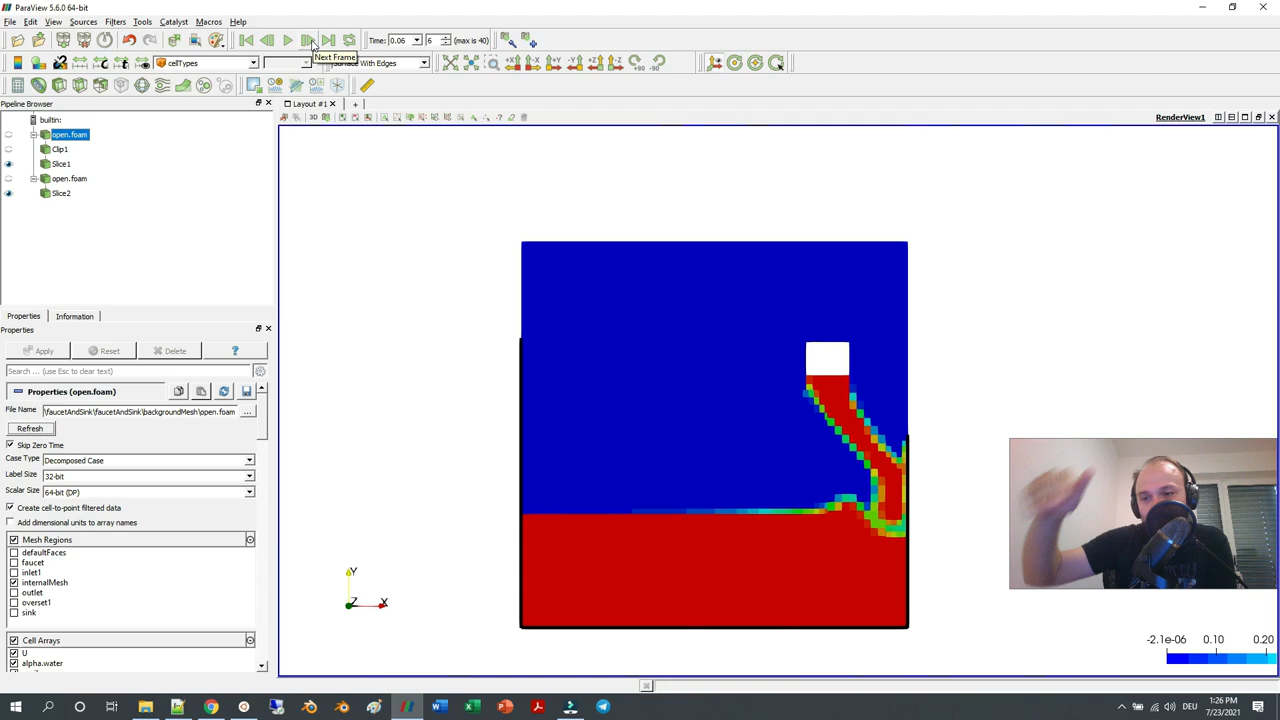 ParaView 5.6.0 64-bit
File Edit View Sources Filters Tools Catalyst Macros Help
Time: 0.06 6 (max is 40)
Next Frame
cellTypes
Surface With Edges
+X -X +Y -Y +Z -Z +90 -90
Pipeline Browser
Layout #1
3D
RenderView1
builtin:
open.foam
Clip1
Slice1
open.foam
Slice2
Properties Information
Properties
Apply Reset Delete ?
Search ... (use Esc to clear text)
Properties (open.foam)
File Name \faucetAndSink\faucetAndSink\backgroundMesh\open.foam ...
Refresh
Skip Zero Time
Case Type Decomposed Case
Label Size 32-bit
Scalar Size 64-bit (DP)
Create cell-to-point filtered data
Add dimensional units to array names
Mesh Regions
defaultFaces
faucet
inlet1
internalMesh
outlet
overset1
sink
Cell Arrays
U
alpha.water
Y
Z X
-2.1e-06 0.10 0.20
DEU
1:26 PM
7/23/2021